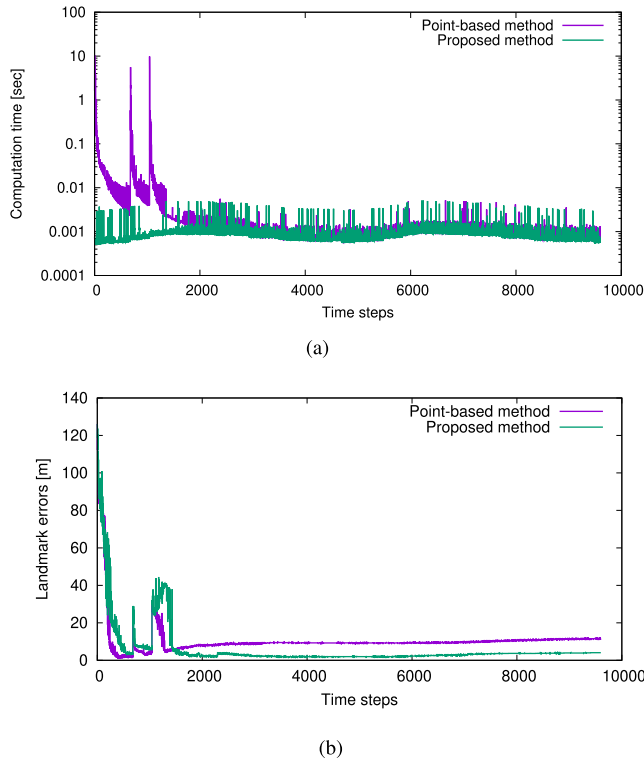 100
10
1
0.1
0.01
0.001
0.0001
Computation time [sec]
Point-based method
Proposed method
0 2000 4000 6000 8000 10000
Time steps
(a)
140
120
100
80
60
40
20
0
Landmark errors [m]
Point-based method
Proposed method
0 2000 4000 6000 8000 10000
Time steps
(b)